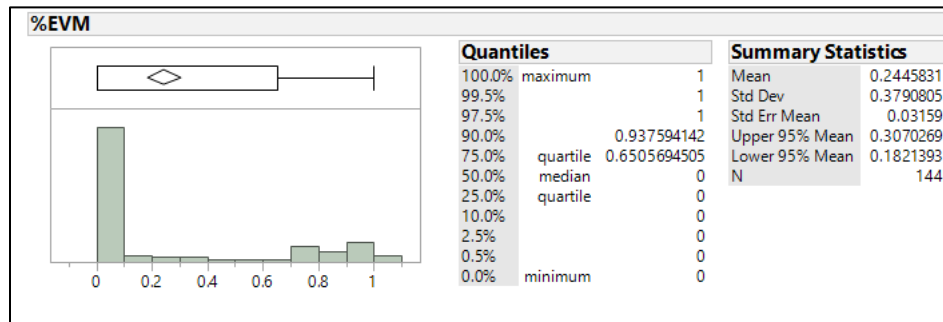 %EVM
Quantiles
100.0% maximum 1
99.5% 1
97.5% 1
90.0% 0.937594142
75.0% quartile 0.6505694505
50.0% median 0
25.0% quartile 0
10.0% 0
2.5% 0
0.5% 0
0.0% minimum 0
Summary Statistics
Mean 0.2445831
Std Dev 0.3790805
Std Err Mean 0.03159
Upper 95% Mean 0.3070269
Lower 95% Mean 0.1821393
N 144
0 0.2 0.4 0.6 0.8 1